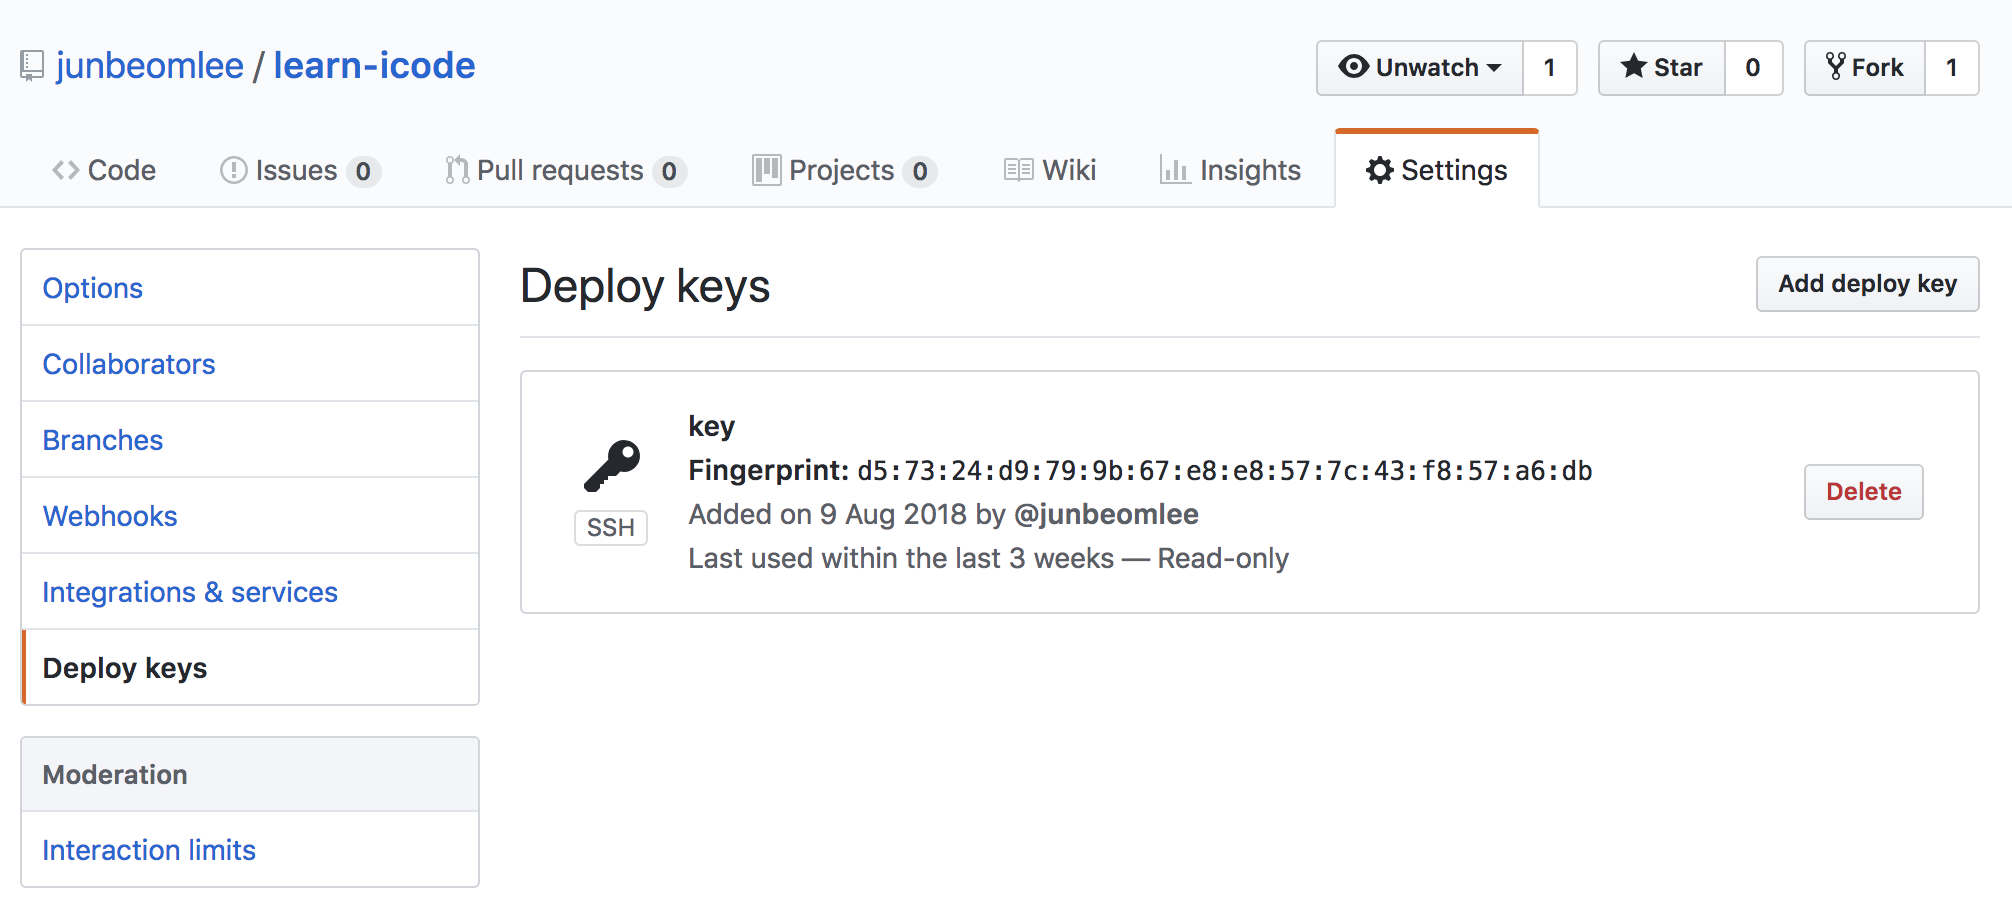 junbeomlee / learn-icode
Unwatch 1 Star 0 Fork 1
Code Issues 0 Pull requests 0 Projects 0 Wiki Insights Settings
Options
Collaborators
Branches
Webhooks
Integrations & services
Deploy keys
Moderation
Interaction limits
Deploy keys
Add deploy key
key
Fingerprint: d5:73:24:d9:79:9b:67:e8:e8:57:7c:43:f8:57:a6:db
Added on 9 Aug 2018 by @junbeomlee
Last used within the last 3 weeks — Read-only
SSH
Delete